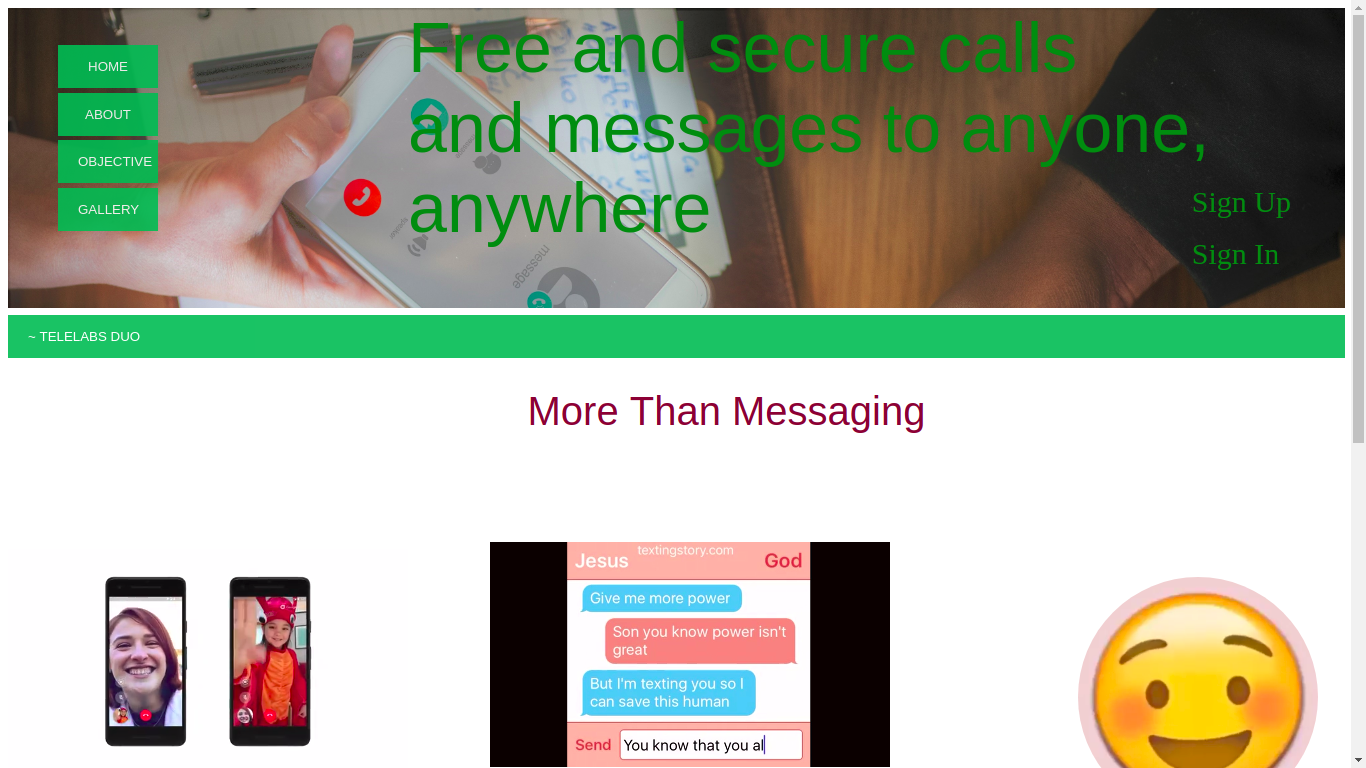 Free and secure calls
and messages to anyone,
anywhere
HOME
ABOUT
OBJECTIVE
GALLERY
message
Sign Up
Sign In
~ TELELABS DUO
More Than Messaging
textingstory.com
Jesus
God
Give me more power
Son you know power isn't
great
But I'm texting you so I
can save this human
Send
You know that you al